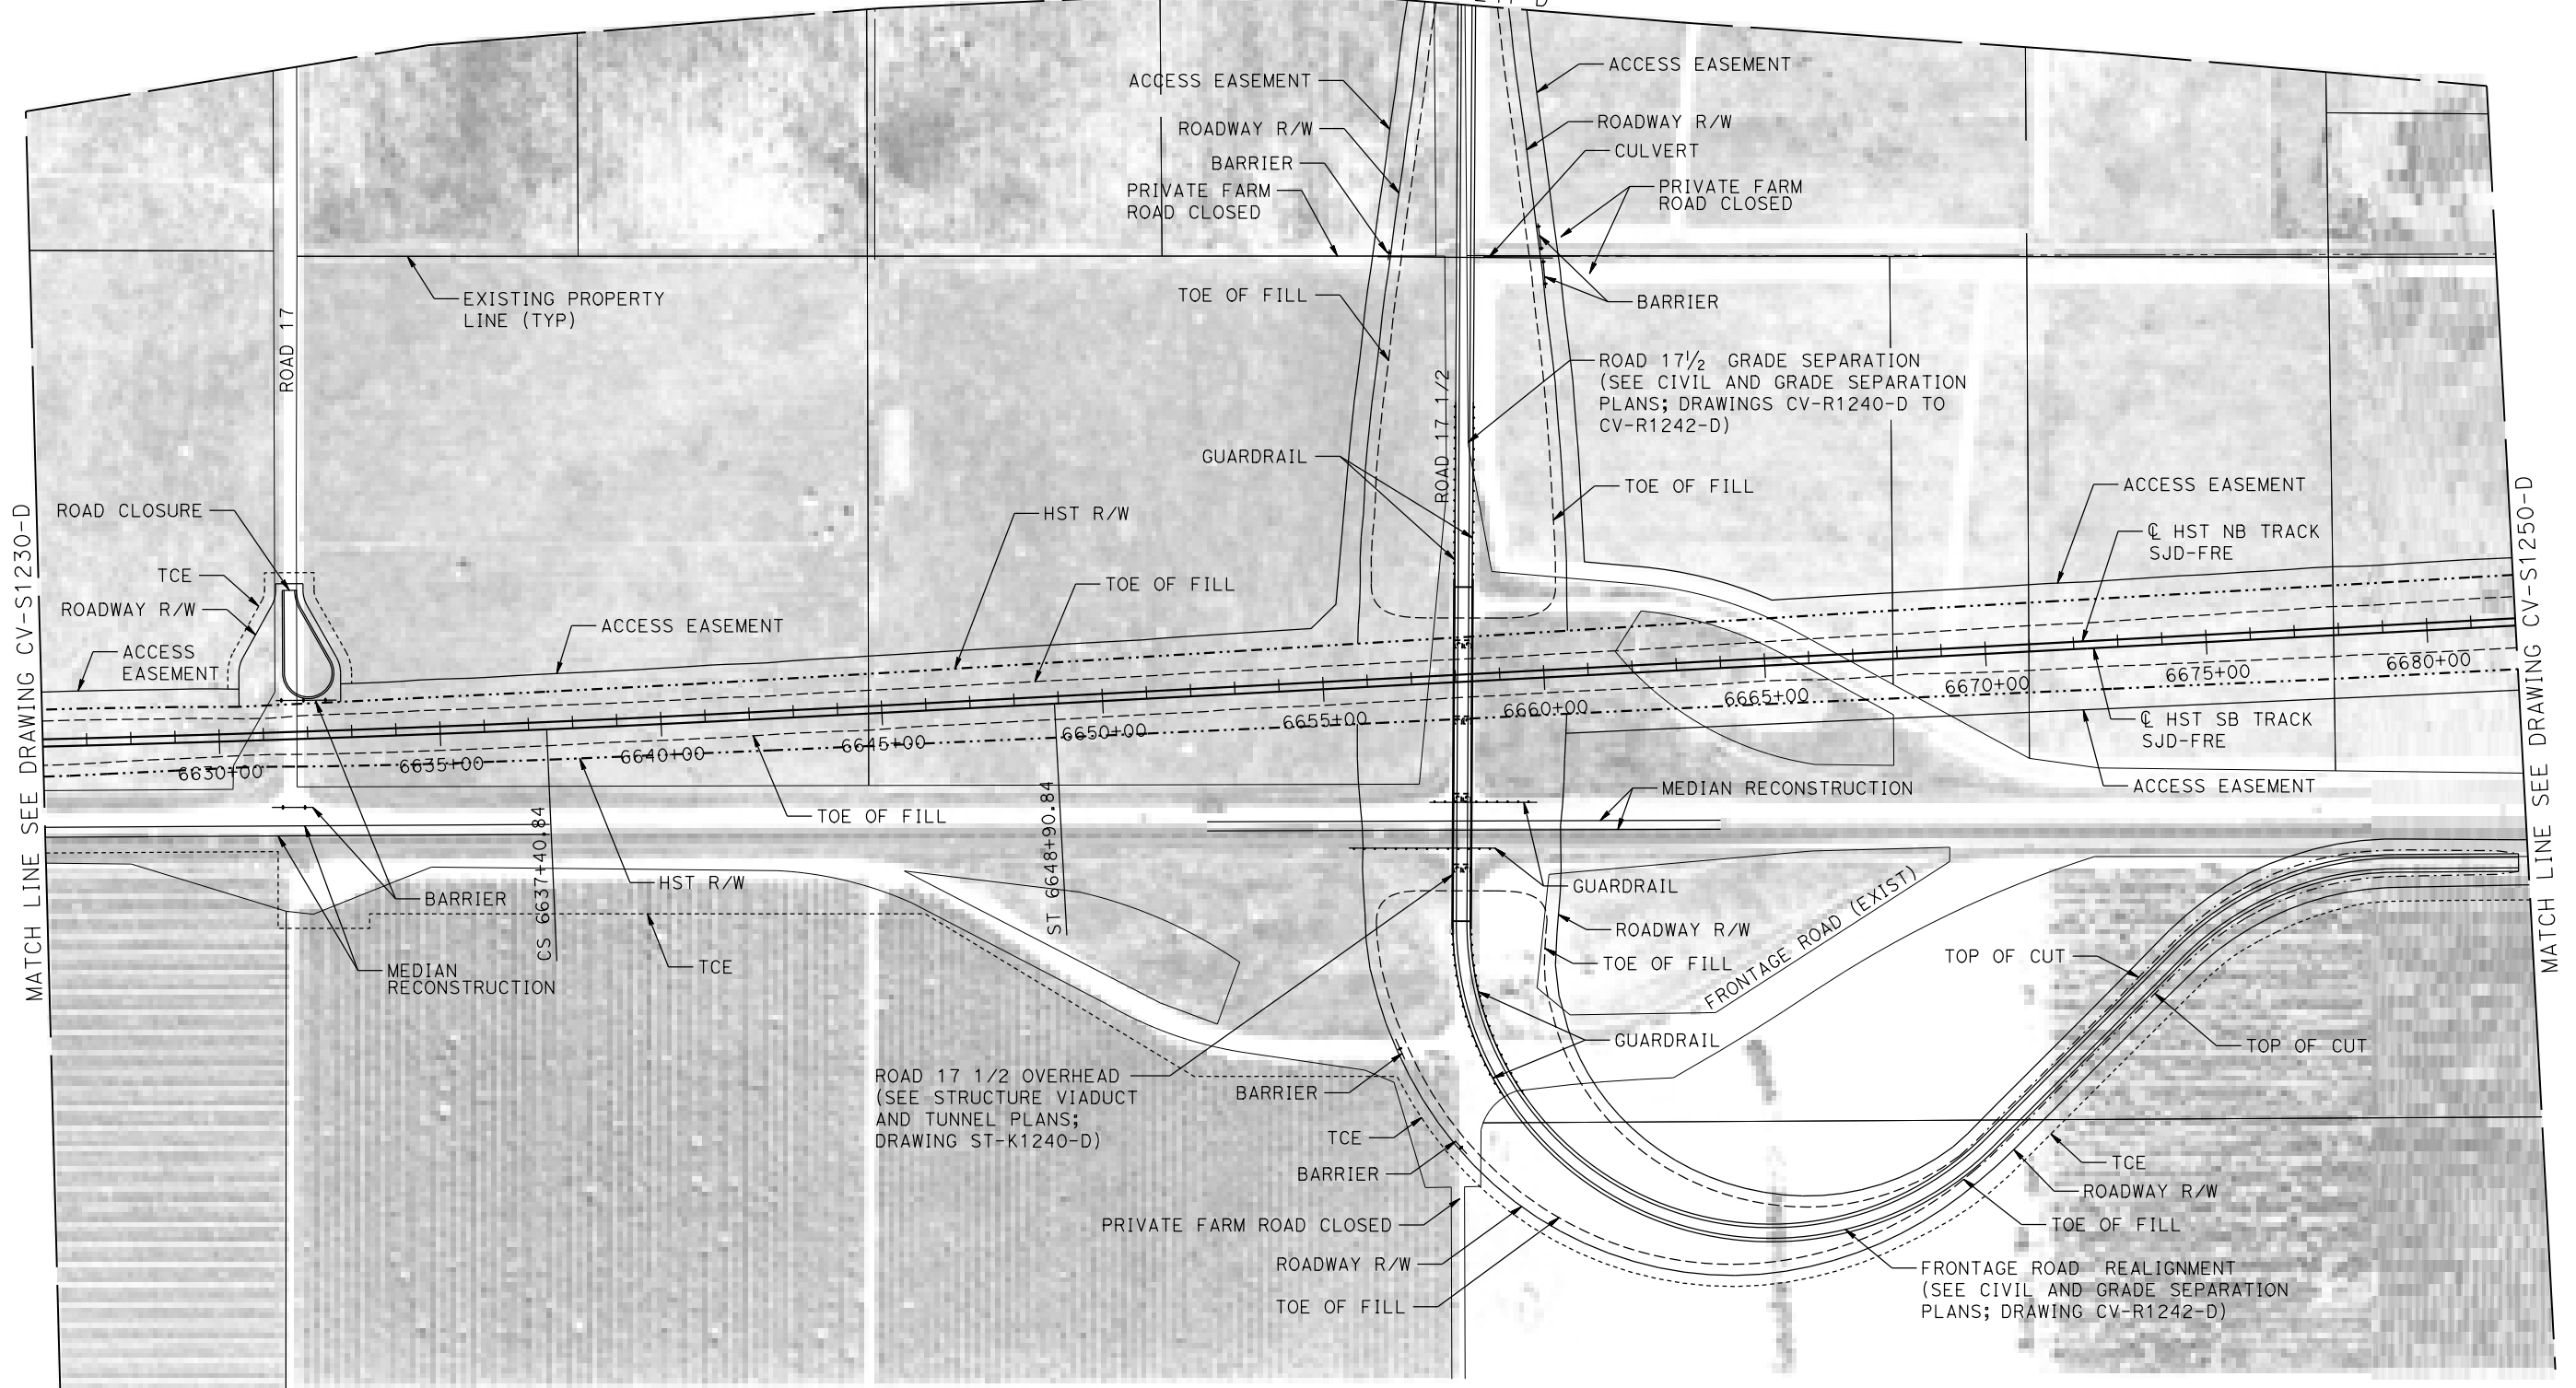 ACCESS EASEMENT
ROADWAY R/W
BARRIER
PRIVATE FARM
ROAD CLOSED
ACCESS EASEMENT
ROADWAY R/W
CULVERT
PRIVATE FARM
ROAD CLOSED
EXISTING PROPERTY
LINE (TYP)
ROAD 17
TOE OF FILL
BARRIER
ROAD 17½ GRADE SEPARATION
(SEE CIVIL AND GRADE SEPARATION
PLANS; DRAWINGS CV-R1240-D TO
CV-R1242-D)
ROAD 17 1/2
GUARDRAIL
TOE OF FILL
ACCESS EASEMENT
℄ HST NB TRACK
SJD-FRE
ROAD CLOSURE
TCE
ROADWAY R/W
ACCESS
EASEMENT
HST R/W
TOE OF FILL
ACCESS EASEMENT
MATCH LINE SEE DRAWING CV-S1230-D
MATCH LINE SEE DRAWING CV-S1250-D
6630+00
6635+00
6640+00
6645+00
6650+00
6655+00
6660+00
6665+00
6670+00
6675+00
6680+00
℄ HST SB TRACK
SJD-FRE
ACCESS EASEMENT
MEDIAN RECONSTRUCTION
TOE OF FILL
CS 6637+40.84
ST 6648+90.84
HST R/W
BARRIER
MEDIAN
RECONSTRUCTION
TCE
GUARDRAIL
ROADWAY R/W
TOE OF FILL
FRONTAGE ROAD (EXIST)
TOP OF CUT
TOP OF CUT
GUARDRAIL
ROAD 17 1/2 OVERHEAD
(SEE STRUCTURE VIADUCT
AND TUNNEL PLANS;
DRAWING ST-K1240-D)
BARRIER
TCE
BARRIER
PRIVATE FARM ROAD CLOSED
ROADWAY R/W
TOE OF FILL
TCE
ROADWAY R/W
TOE OF FILL
FRONTAGE ROAD REALIGNMENT
(SEE CIVIL AND GRADE SEPARATION
PLANS; DRAWING CV-R1242-D)